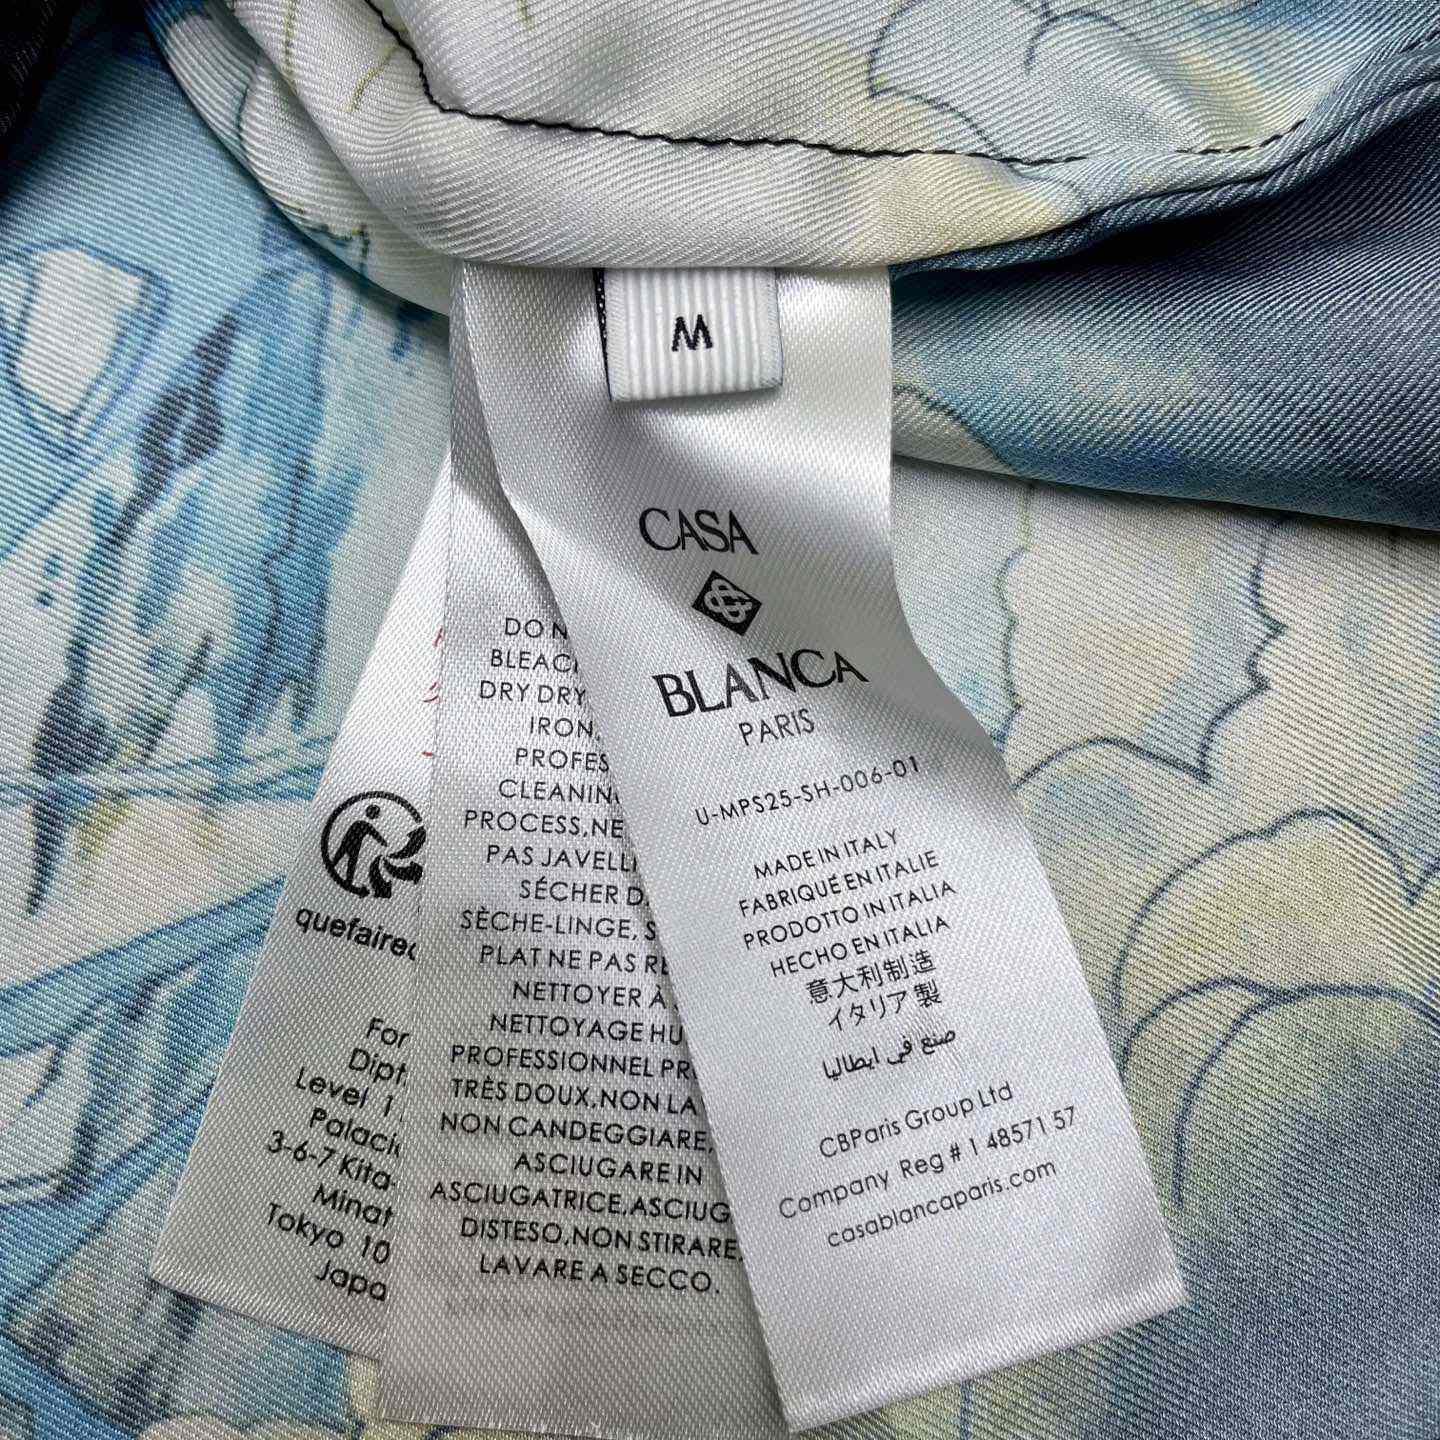 M
CASA
BLANCA
PARIS
U-MPS25-SH-006-01
MADE IN ITALY
FABRIQUÉ EN ITALIE
PRODOTTO IN ITALIA
HECHO EN ITALIA
意大利制造
イタリア製
صنع في ايطاليا
CBParis Group Ltd
Company Reg # 1 48571 57
casablancaparis.com
DO N
BLEAC
DRY DRY
IRON,
PROFES
CLEANIN
PROCESS,NE
PAS JAVELLI
SÉCHER D
SÈCHE-LINGE, S
PLAT NE PAS RE
NETTOYER À
NETTOYAGE HU
PROFESSIONNEL PR
TRÈS DOUX,NON LA
NON CANDEGGIARE,
ASCIUGARE IN
ASCIUGATRICE,ASCIUG
DISTESO,NON STIRARE,
LAVARE A SECCO.
quefairec
For
Dipt
Level 1
Palaci
3-6-7 Kita-
Minat
Tokyo 10
Japa